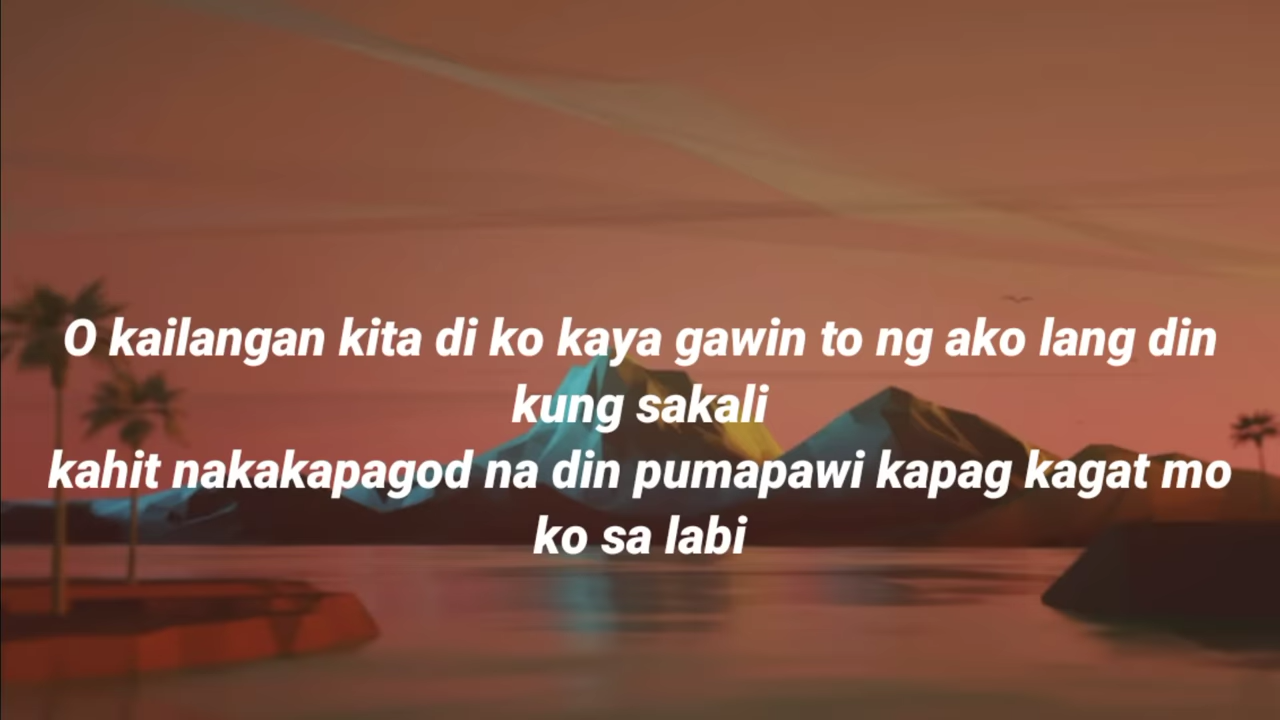 O kailangan kita di ko kaya gawin to ng ako lang din
kung sakali
kahit nakakapagod na din pumapawi kapag kagat mo
ko sa labi